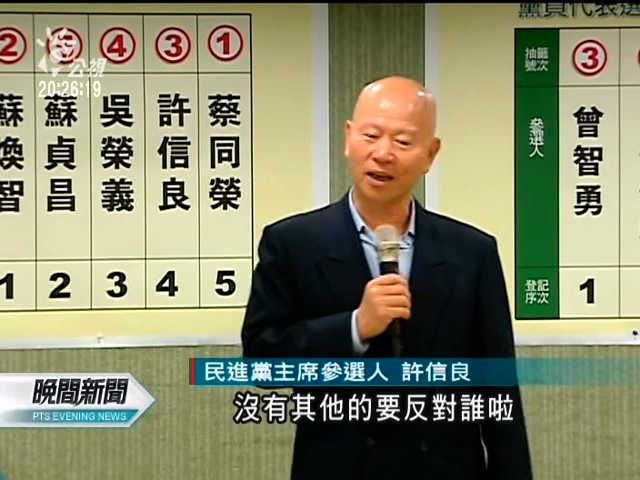 ② ④ ③ ①
公視
20:26:19
蘇煥智
蘇貞昌
吳榮義
許信良
蔡同榮
1 2 3 4 5
黨員代表選
抽籤
號次
③
參選人
曾智勇
登記
序次
1
民進黨主席參選人 許信良
沒有其他的要反對誰啦
晚間新聞
PTS EVENING NEWS